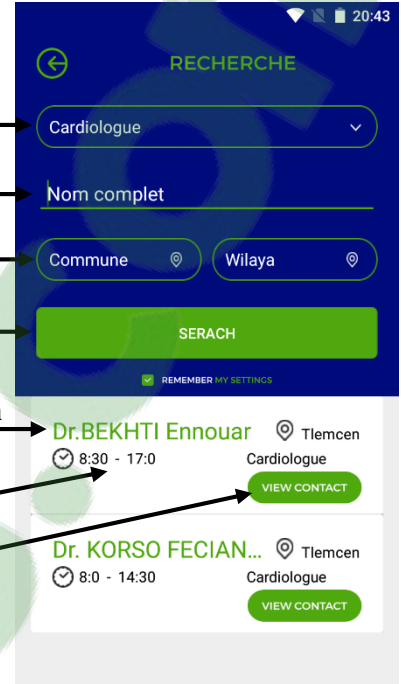 20:43
RECHERCHE
Cardiologue
Nom complet
Commune Wilaya
SERACH
REMEMBER MY SETTINGS
Dr.BEKHTI Ennouar Tlemcen
8:30 - 17:0 Cardiologue
VIEW CONTACT
Dr. KORSO FECIAN... Tlemcen
8:0 - 14:30 Cardiologue
VIEW CONTACT